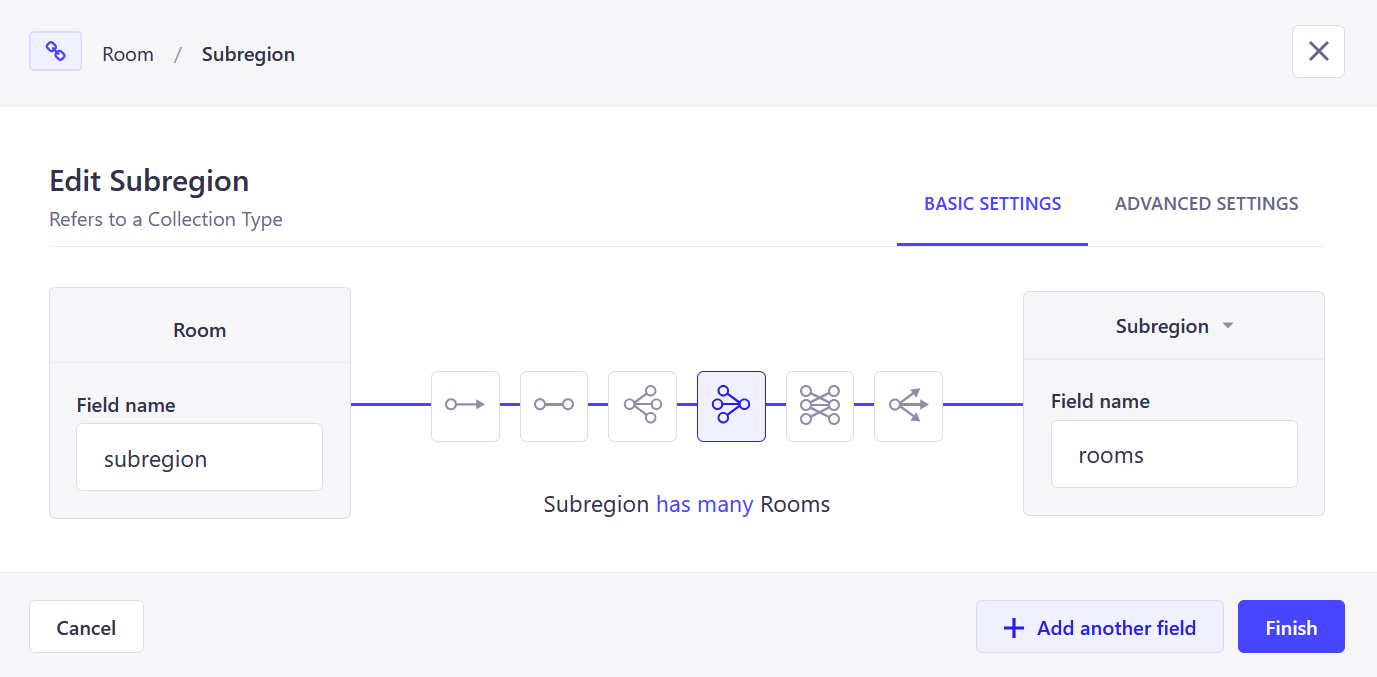 Room / Subregion
Edit Subregion
Refers to a Collection Type
BASIC SETTINGS
ADVANCED SETTINGS
Room
Field name
subregion
Subregion has many Rooms
Subregion
Field name
rooms
Cancel
Add another field
Finish